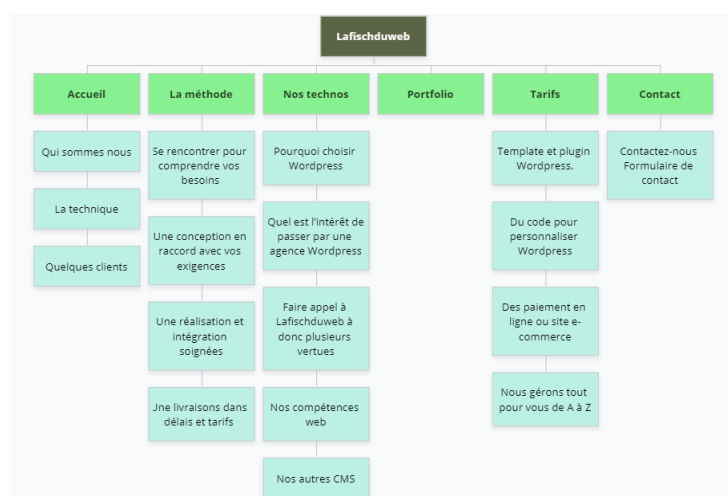 Lafischduweb
Accueil
La méthode
Nos technos
Portfolio
Tarifs
Contact
Qui sommes nous
La technique
Quelques clients
Se rencontrer pour
comprendre vos
besoins
Une conception en
raccord avec vos
exigences
Une réalisation et
intégration
soignées
Une livraisons dans
délais et tarifs
Pourquoi choisir
Wordpress
Quel est l'intérêt de
passer par une
agence Wordpress
Faire appel à
Lafischduweb à
donc plusieurs
vertues
Nos compétences
web
Nos autres CMS
Template et plugin
Wordpress.
Du code pour
personnaliser
Wordpress
Des paiement en
ligne ou site e-
commerce
Nous gérons tout
pour vous de A à Z
Contactez-nous
Formulaire de
contact